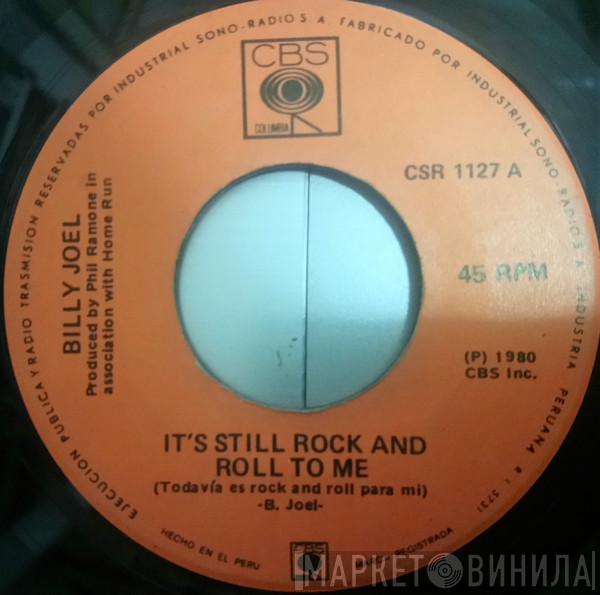 EJECUCION PUBLICA Y RADIO TRASMISION RESERVADAS POR INDUSTRIAL SONO-RADIO S A. FABRICADO POR INDUSTRIAL SONO-RADIO S A INDUSTRIA PERUANA R I. 5731
CBS
COLUMBIA
CSR 1127 A
45 RPM
(P) 1980
CBS Inc.
BILLY JOEL
Produced by Phil Ramone in
association with Home Run
IT'S STILL ROCK AND
ROLL TO ME
(Todavía es rock and roll para mi)
-B. Joel-
HECHO EN EL PERU
CBS
REGISTRADA
МАРКЕТ ВИНИЛА